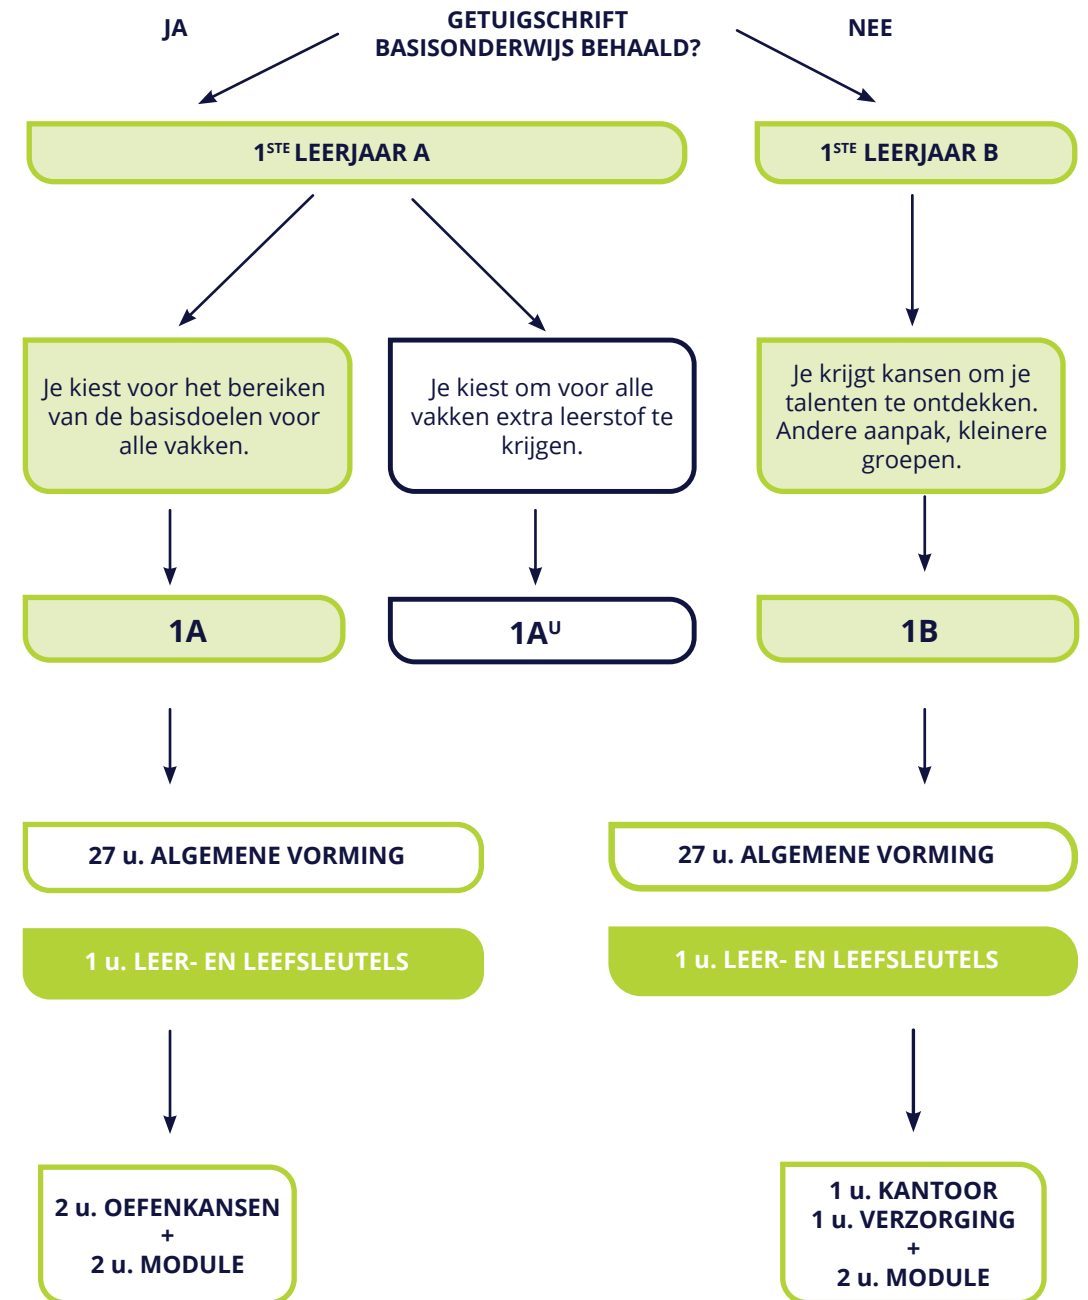 JA
GETUIGSCHRIFT
BASISONDERWIJS BEHAALD?
NEE
1STE LEERJAAR A
1STE LEERJAAR B
Je kiest voor het bereiken
van de basisdoelen voor
alle vakken.
Je kiest om voor alle
vakken extra leerstof te
krijgen.
Je krijgt kansen om je
talenten te ontdekken.
Andere aanpak, kleinere
groepen.
1A
1AU
1B
27 u. ALGEMENE VORMING
27 u. ALGEMENE VORMING
1 u. LEER- EN LEEFSLEUTELS
1 u. LEER- EN LEEFSLEUTELS
2 u. OEFENKANSEN
+
2 u. MODULE
1 u. KANTOOR
1 u. VERZORGING
+
2 u. MODULE